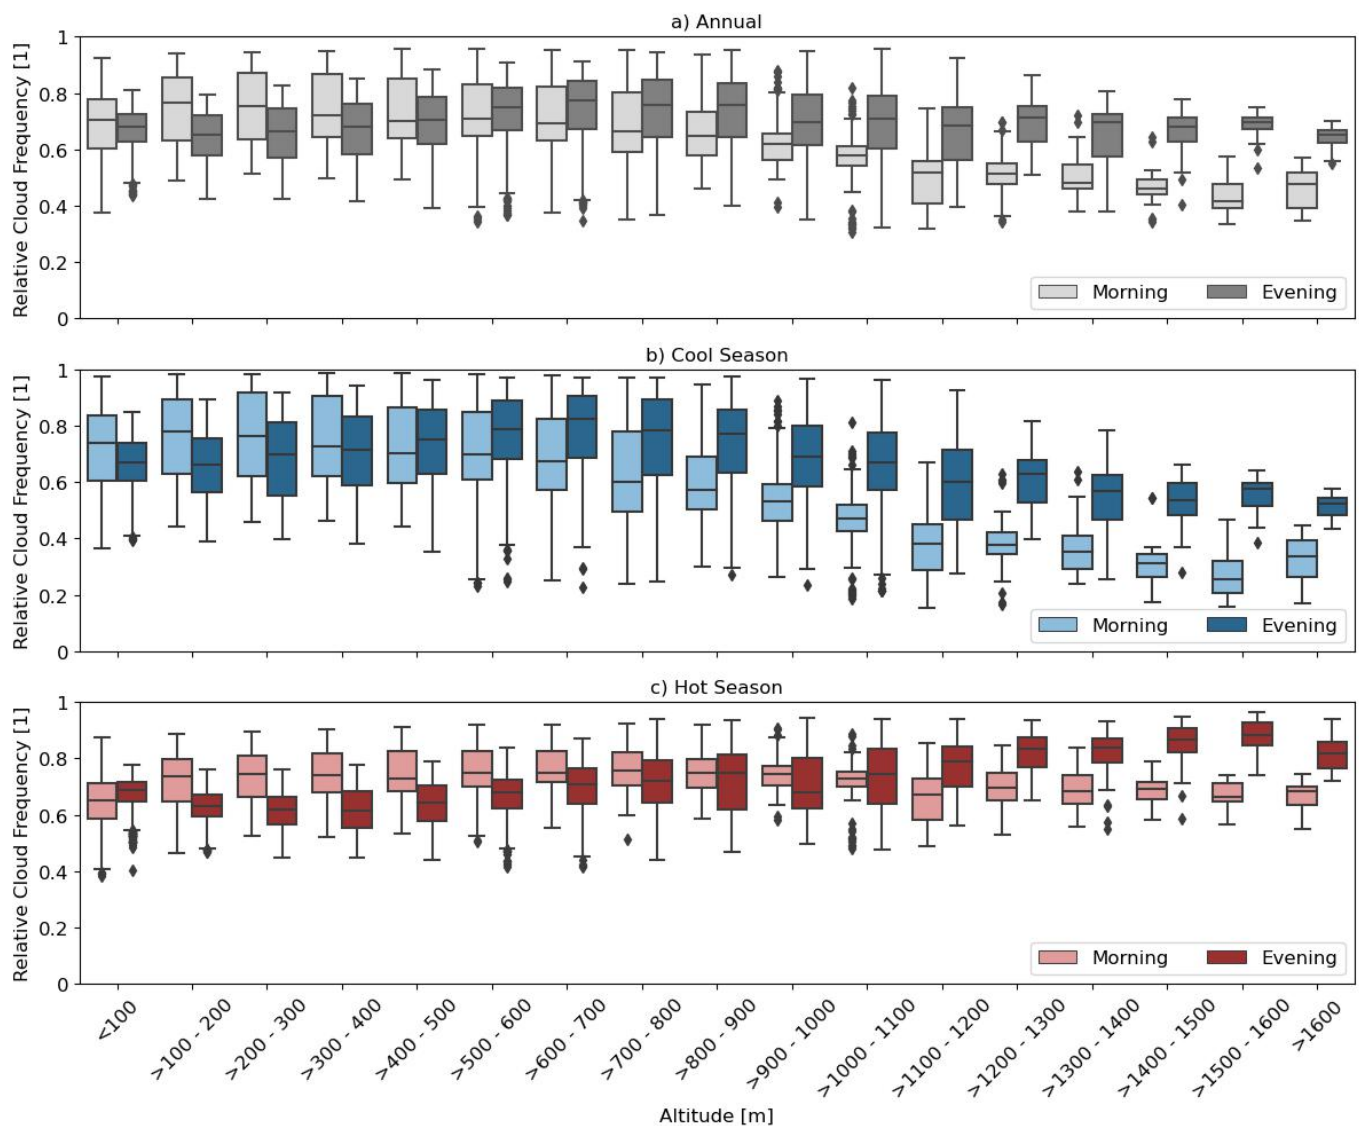 a) Annual
Relative Cloud Frequency [1]
1
0.8
0.6
0.4
0.2
0
Morning Evening
b) Cool Season
Relative Cloud Frequency [1]
1
0.8
0.6
0.4
0.2
0
Morning Evening
c) Hot Season
Relative Cloud Frequency [1]
1
0.8
0.6
0.4
0.2
0
Morning Evening
<100
>100 - 200
>200 - 300
>300 - 400
>400 - 500
>500 - 600
>600 - 700
>700 - 800
>800 - 900
>900 - 1000
>1000 - 1100
>1100 - 1200
>1200 - 1300
>1300 - 1400
>1400 - 1500
>1500 - 1600
>1600
Altitude [m]